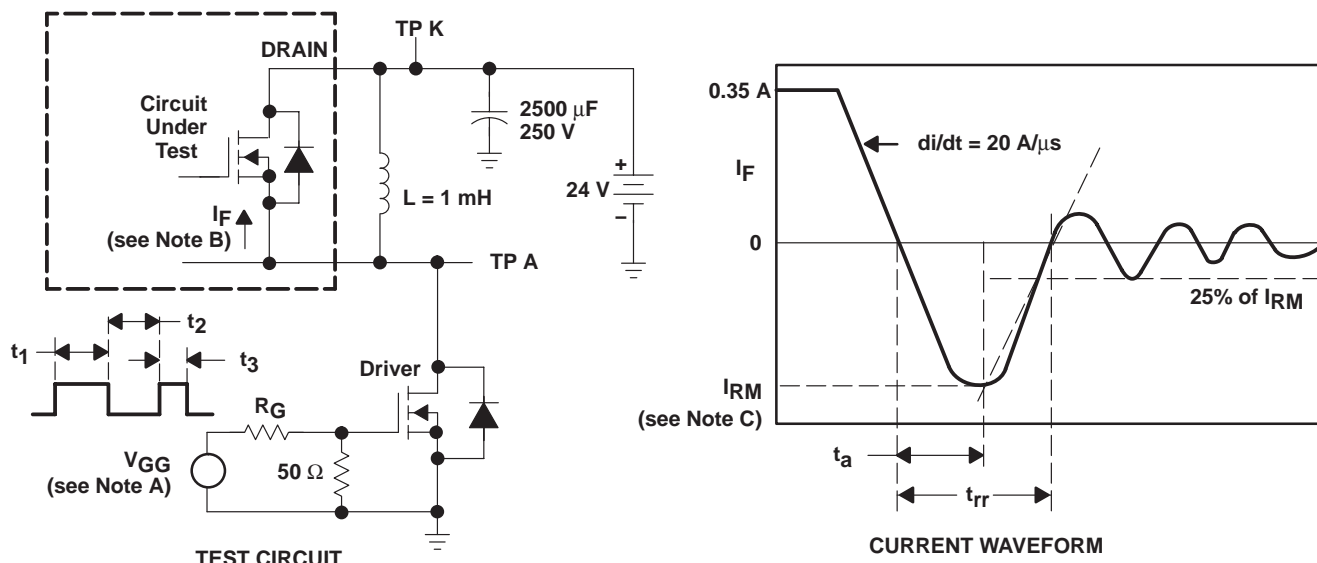 TP K
DRAIN
Circuit
Under
Test
2500 μF
250 V
+
24 V
−
L = 1 mH
IF
(see Note B)
TP A
t2
t1
t3
Driver
RG
VGG
(see Note A)
50 Ω
TEST CIRCUIT
0.35 A
di/dt = 20 A/μs
IF
0
25% of IRM
IRM
(see Note C)
ta
trr
CURRENT WAVEFORM